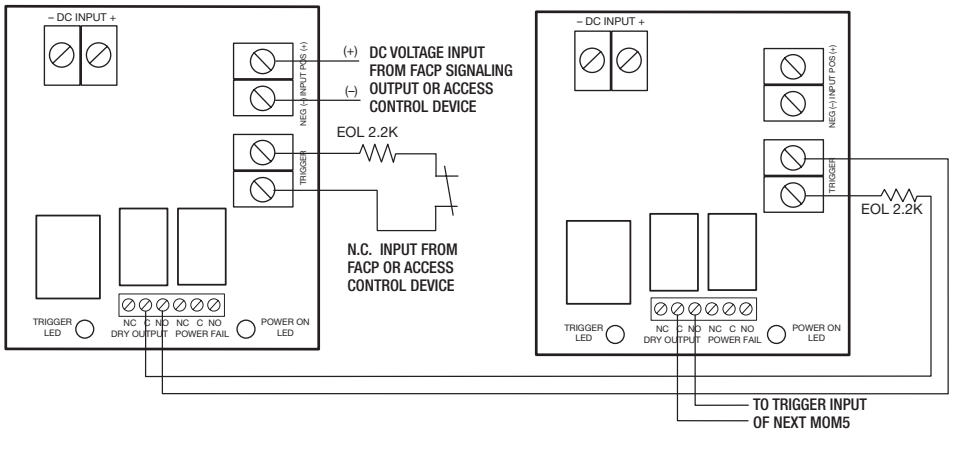 – DC INPUT +
NEG (–) INPUT POS (+)
TRIGGER
(+) DC VOLTAGE INPUT
FROM FACP SIGNALING
OUTPUT OR ACCESS
(–) CONTROL DEVICE
EOL 2.2K
N.C. INPUT FROM
FACP OR ACCESS
CONTROL DEVICE
TRIGGER
LED
NC C NO NC C NO
DRY OUTPUT POWER FAIL
POWER ON
LED
– DC INPUT +
NEG (–) INPUT POS (+)
TRIGGER
EOL 2.2K
TRIGGER
LED
NC C NO NC C NO
DRY OUTPUT POWER FAIL
POWER ON
LED
TO TRIGGER INPUT
OF NEXT MOM5